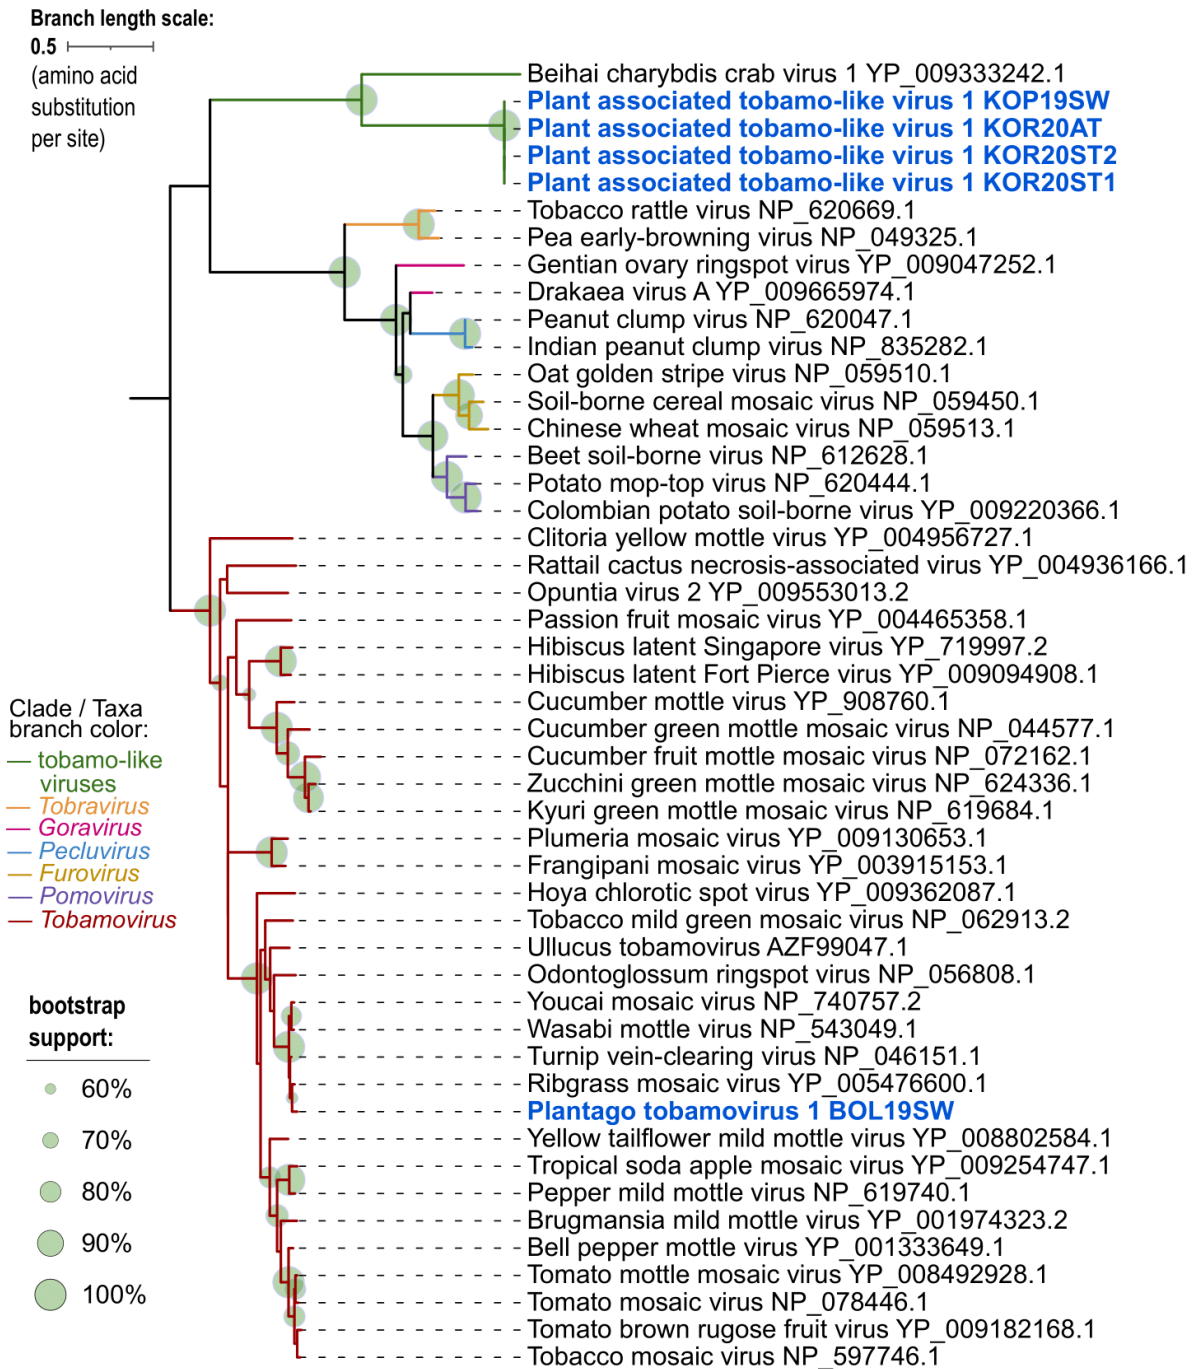 Branch length scale:
0.5
(amino acid
substitution
per site)
Beihai charybdis crab virus 1 YP_009333242.1
Plant associated tobamo-like virus 1 KOP19SW
Plant associated tobamo-like virus 1 KOR20AT
Plant associated tobamo-like virus 1 KOR20ST2
Plant associated tobamo-like virus 1 KOR20ST1
Tobacco rattle virus NP_620669.1
Pea early-browning virus NP_049325.1
Gentian ovary ringspot virus YP_009047252.1
Drakaea virus A YP_009665974.1
Peanut clump virus NP_620047.1
Indian peanut clump virus NP_835282.1
Oat golden stripe virus NP_059510.1
Soil-borne cereal mosaic virus NP_059450.1
Chinese wheat mosaic virus NP_059513.1
Beet soil-borne virus NP_612628.1
Potato mop-top virus NP_620444.1
Colombian potato soil-borne virus YP_009220366.1
Clitoria yellow mottle virus YP_004956727.1
Rattail cactus necrosis-associated virus YP_004936166.1
Opuntia virus 2 YP_009553013.2
Passion fruit mosaic virus YP_004465358.1
Hibiscus latent Singapore virus YP_719997.2
Hibiscus latent Fort Pierce virus YP_009094908.1
Cucumber mottle virus YP_908760.1
Cucumber green mottle mosaic virus NP_044577.1
Cucumber fruit mottle mosaic virus NP_072162.1
Zucchini green mottle mosaic virus NP_624336.1
Kyuri green mottle mosaic virus NP_619684.1
Plumeria mosaic virus YP_009130653.1
Frangipani mosaic virus YP_003915153.1
Hoya chlorotic spot virus YP_009362087.1
Tobacco mild green mosaic virus NP_062913.2
Ullucus tobamovirus AZF99047.1
Odontoglossum ringspot virus NP_056808.1
Youcai mosaic virus NP_740757.2
Wasabi mottle virus NP_543049.1
Turnip vein-clearing virus NP_046151.1
Ribgrass mosaic virus YP_005476600.1
Plantago tobamovirus 1 BOL19SW
Yellow tailflower mild mottle virus YP_008802584.1
Tropical soda apple mosaic virus YP_009254747.1
Pepper mild mottle virus NP_619740.1
Brugmansia mild mottle virus YP_001974323.2
Bell pepper mottle virus YP_001333649.1
Tomato mottle mosaic virus YP_008492928.1
Tomato mosaic virus NP_078446.1
Tomato brown rugose fruit virus YP_009182168.1
Tobacco mosaic virus NP_597746.1
Clade / Taxa
branch color:
tobamo-like
viruses
Tobravirus
Goravirus
Pecluvirus
Furovirus
Pomovirus
Tobamovirus
bootstrap
support:
60%
70%
80%
90%
100%